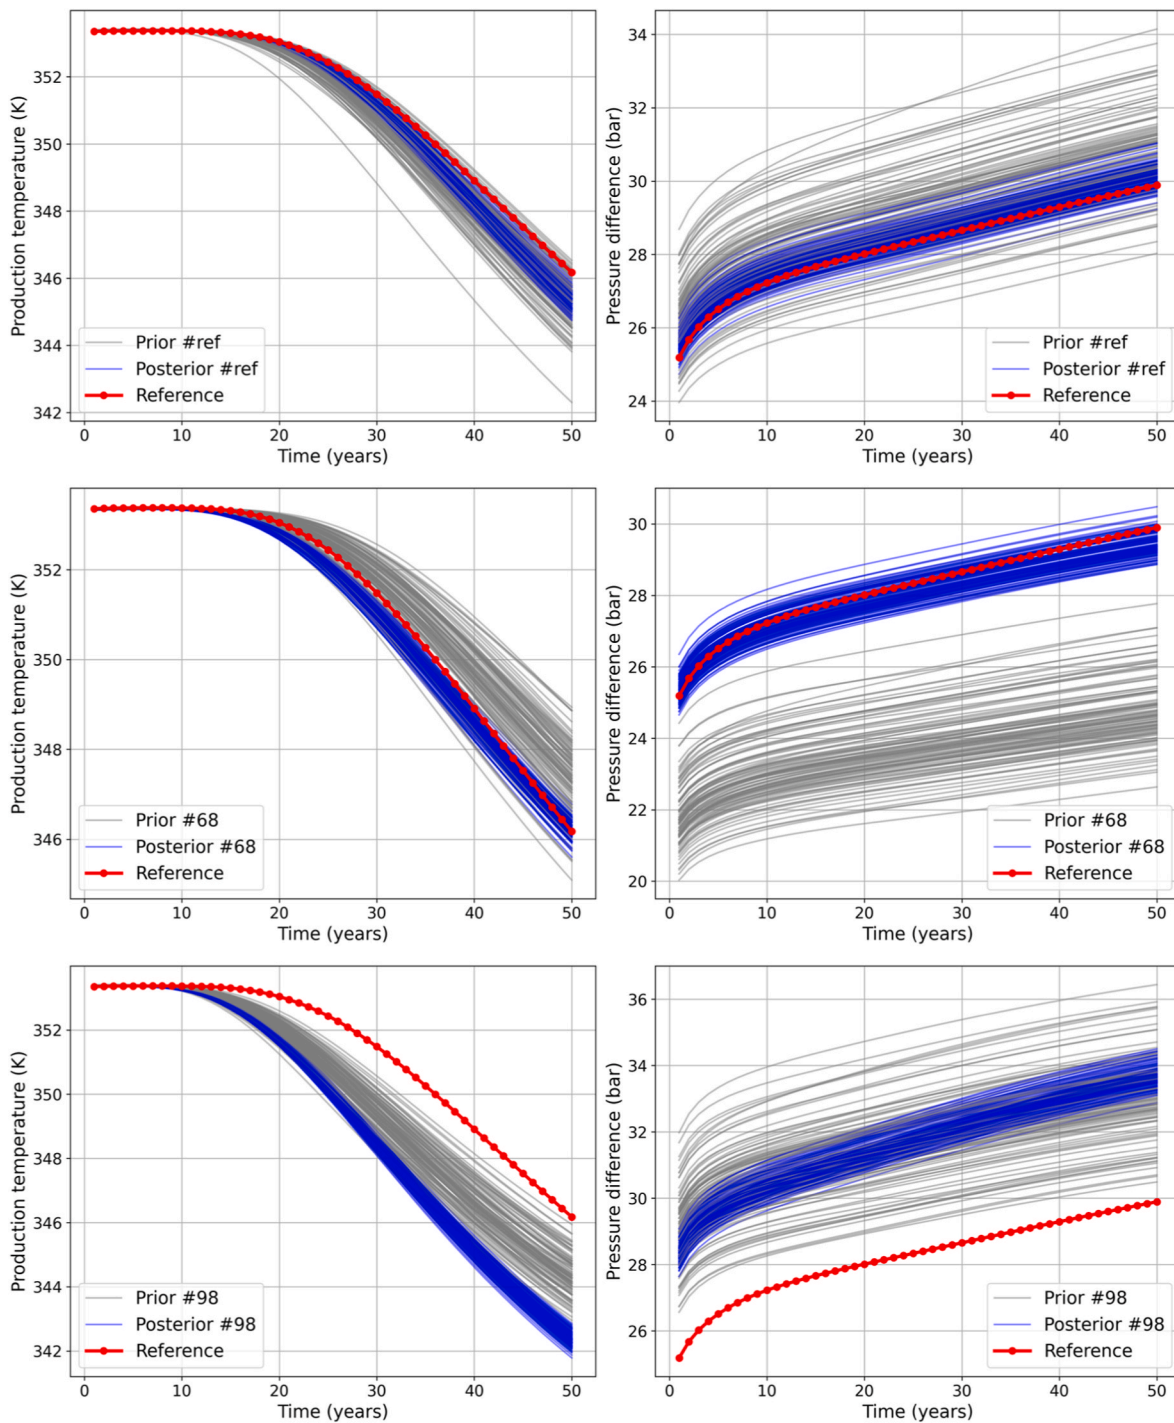 Production temperature (K)
352
350
348
346
344
342
Prior #ref
Posterior #ref
Reference
0 10 20 30 40 50
Time (years)
Pressure difference (bar)
34
32
30
28
26
24
Prior #ref
Posterior #ref
Reference
0 10 20 30 40 50
Time (years)
Production temperature (K)
352
350
348
346
Prior #68
Posterior #68
Reference
0 10 20 30 40 50
Time (years)
Pressure difference (bar)
30
28
26
24
22
20
Prior #68
Posterior #68
Reference
0 10 20 30 40 50
Time (years)
Production temperature (K)
352
350
348
346
344
342
Prior #98
Posterior #98
Reference
0 10 20 30 40 50
Time (years)
Pressure difference (bar)
36
34
32
30
28
26
Prior #98
Posterior #98
Reference
0 10 20 30 40 50
Time (years)